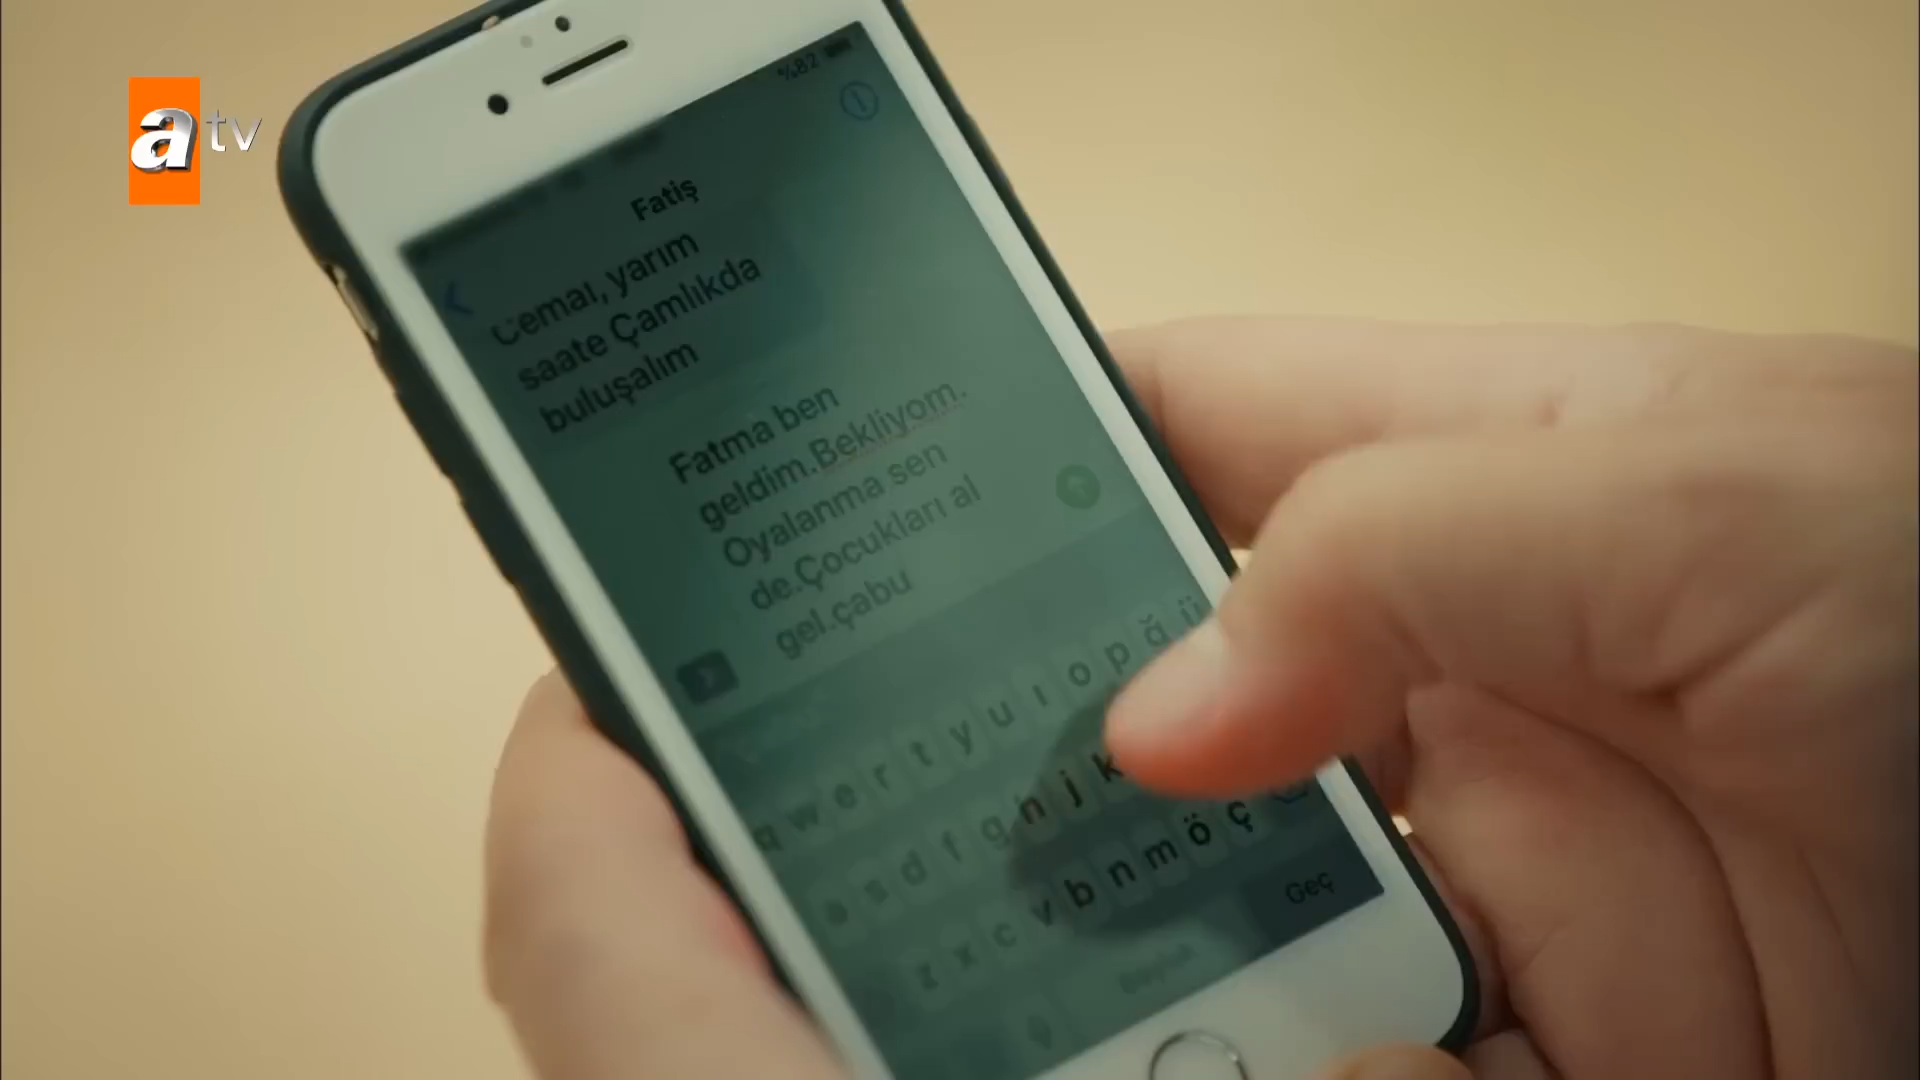 atv
%82
Fatiş
Cemal, yarım
saate Çamlıkda
buluşalım
Fatma ben
geldim.Bekliyom.
Oyalanma sen
de.Çocukları al
gel.çabu
q w e r t y u ı o p ğ ü
a s d f g h j k
z x c v b n m ö ç
Geç